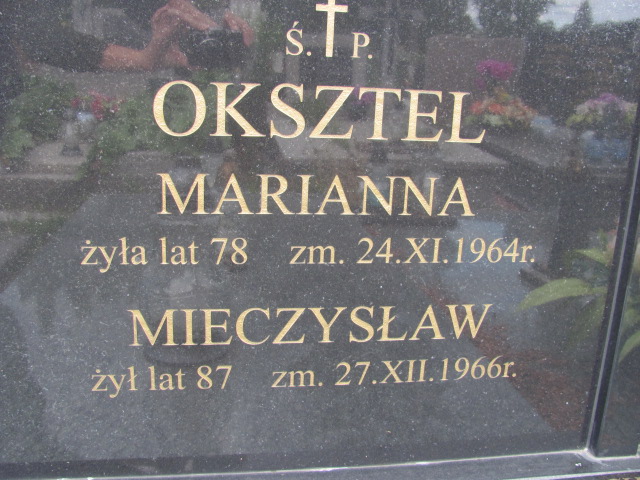 Ś. P.
OKSZTEL
MARIANNA
żyła lat 78 zm. 24.XI.1964r.
MIECZYSŁAW
żył lat 87 zm. 27.XII.1966r.